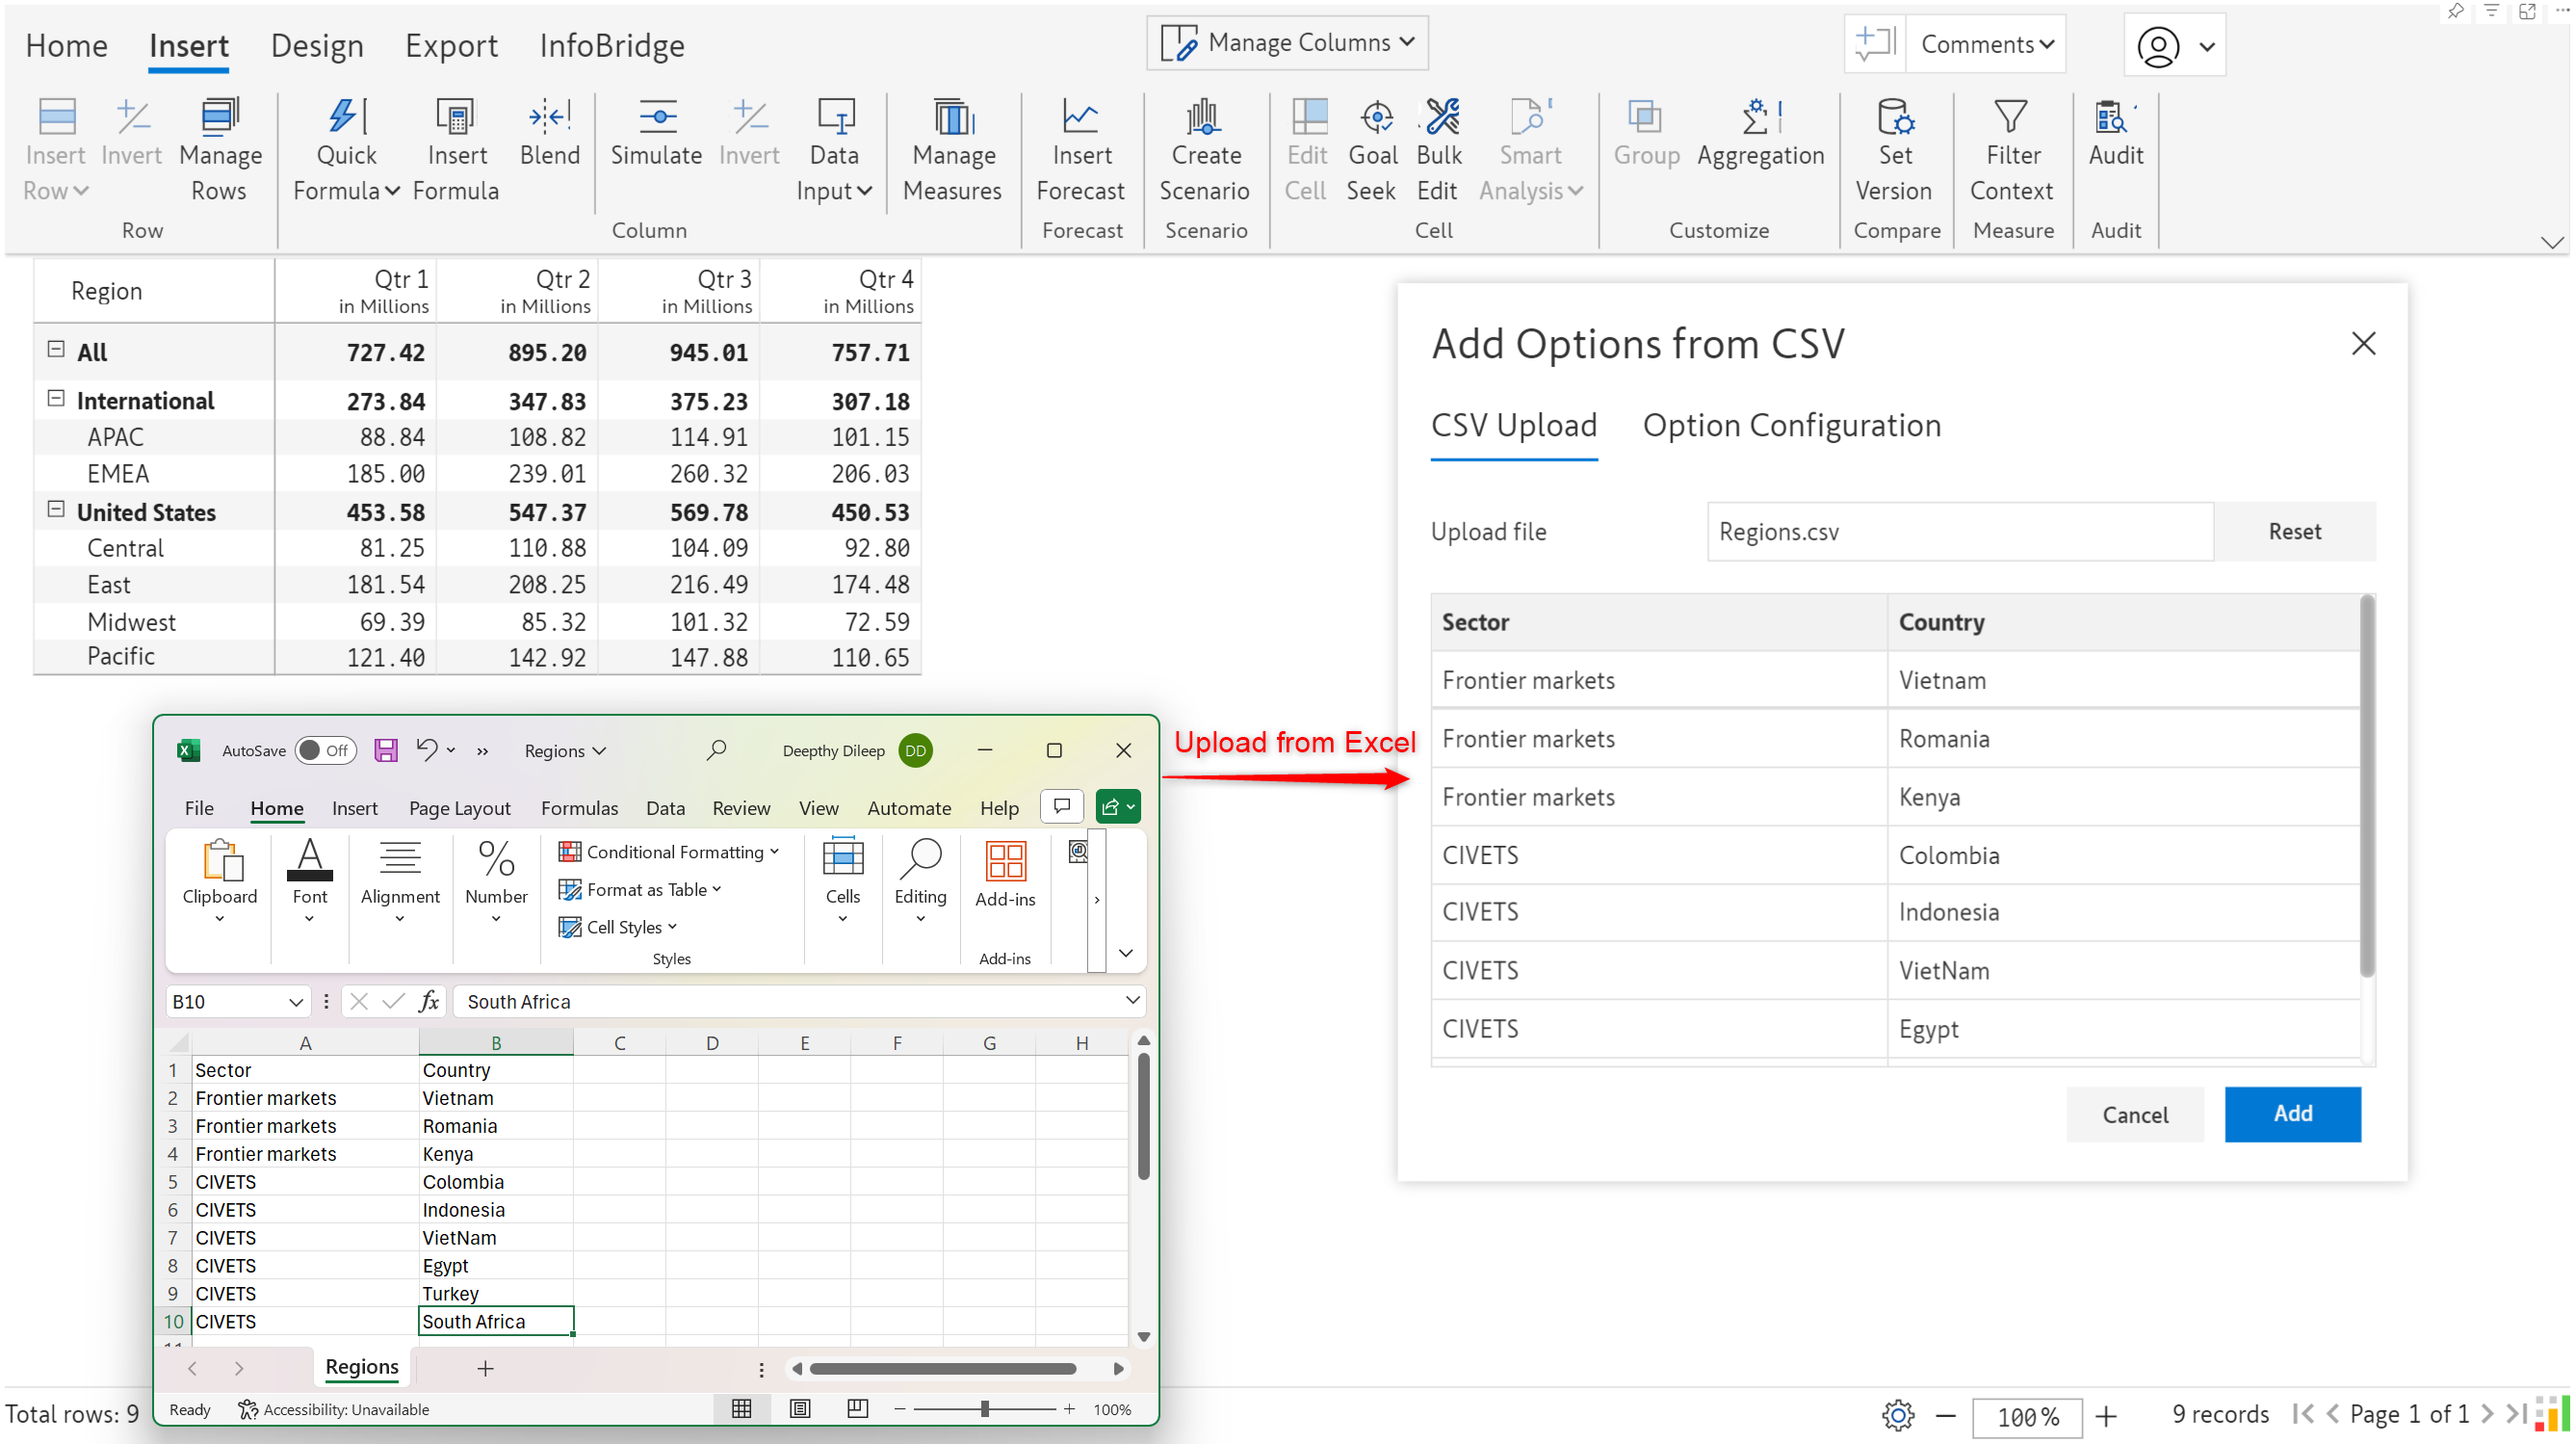 Home Insert Design Export InfoBridge Manage Columns Comments
Insert Row Invert Manage Rows Quick Formula Insert Formula Blend Simulate Invert Data Input Manage Measures Insert Forecast Create Scenario Edit Cell Goal Seek Bulk Edit Smart Analysis Group Aggregation Set Version Filter Context Audit
Row Column Forecast Scenario Cell Customize Compare Measure Audit
Region Qtr 1 Qtr 2 Qtr 3 Qtr 4
in Millions in Millions in Millions in Millions
All 727.42 895.20 945.01 757.71
International 273.84 347.83 375.23 307.18
APAC 88.84 108.82 114.91 101.15
EMEA 185.00 239.01 260.32 206.03
United States 453.58 547.37 569.78 450.53
Central 81.25 110.88 104.09 92.80
East 181.54 208.25 216.49 174.48
Midwest 69.39 85.32 101.32 72.59
Pacific 121.40 142.92 147.88 110.65
Add Options from CSV
CSV Upload Option Configuration
Upload file Regions.csv Reset
Sector Country
Frontier markets Vietnam
Frontier markets Romania
Frontier markets Kenya
CIVETS Colombia
CIVETS Indonesia
CIVETS VietNam
CIVETS Egypt
Cancel Add
Upload from Excel
AutoSave Off Regions Deepthy Dileep DD
File Home Insert Page Layout Formulas Data Review View Automate Help
Clipboard Font Alignment Number Cells Editing Add-ins
Conditional Formatting
Format as Table
Cell Styles
Styles Add-ins
B10 fx South Africa
A B C D E F G H
1 Sector Country
2 Frontier markets Vietnam
3 Frontier markets Romania
4 Frontier markets Kenya
5 CIVETS Colombia
6 CIVETS Indonesia
7 CIVETS VietNam
8 CIVETS Egypt
9 CIVETS Turkey
10 CIVETS South Africa
11
Regions
Ready Accessibility: Unavailable 100%
Total rows: 9 100% 9 records Page 1 of 1